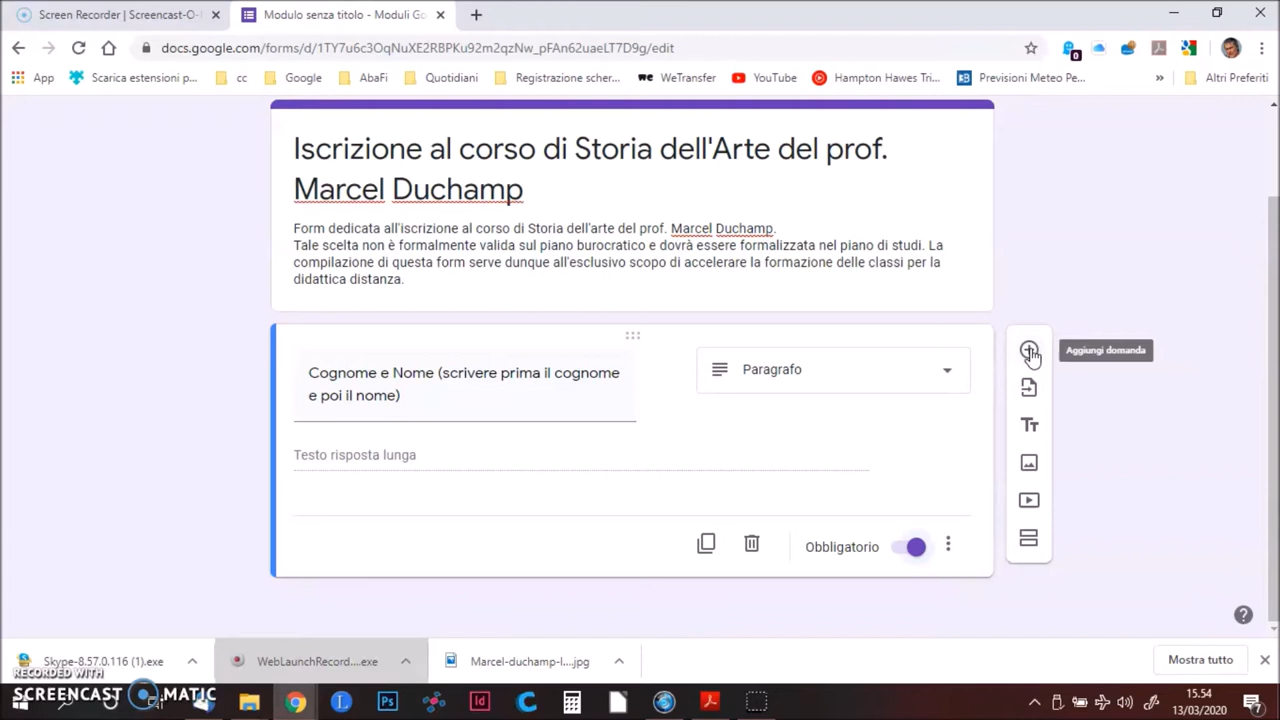 Screen Recorder | Screencast-O-
Modulo senza titolo - Moduli Go
docs.google.com/forms/d/1TY7u6c3OqNuXE2RBPKu92m2qzNw_pFAn62uaeLT7D9g/edit
0
App
Scarica estensioni p...
cc
Google
AbaFi
Quotidiani
Registrazione scher...
WeTransfer
YouTube
Hampton Hawes Tri...
Previsioni Meteo Pe...
»
Altri Preferiti
Iscrizione al corso di Storia dell'Arte del prof.
Marcel Duchamp
Form dedicata all'iscrizione al corso di Storia dell'arte del prof. Marcel Duchamp.
Tale scelta non è formalmente valida sul piano burocratico e dovrà essere formalizzata nel piano di studi. La
compilazione di questa form serve dunque all'esclusivo scopo di accelerare la formazione delle classi per la
didattica distanza.
Cognome e Nome (scrivere prima il cognome
e poi il nome)
Paragrafo
Aggiungi domanda
Tt
Testo risposta lunga
Obbligatorio
Skype-8.57.0.116 (1).exe
WebLaunchRecord....exe
Marcel-duchamp-l....jpg
Mostra tutto
RECORDED WITH
SCREENCAST MATIC
L
Ps
Id
15.54
13/03/2020
7